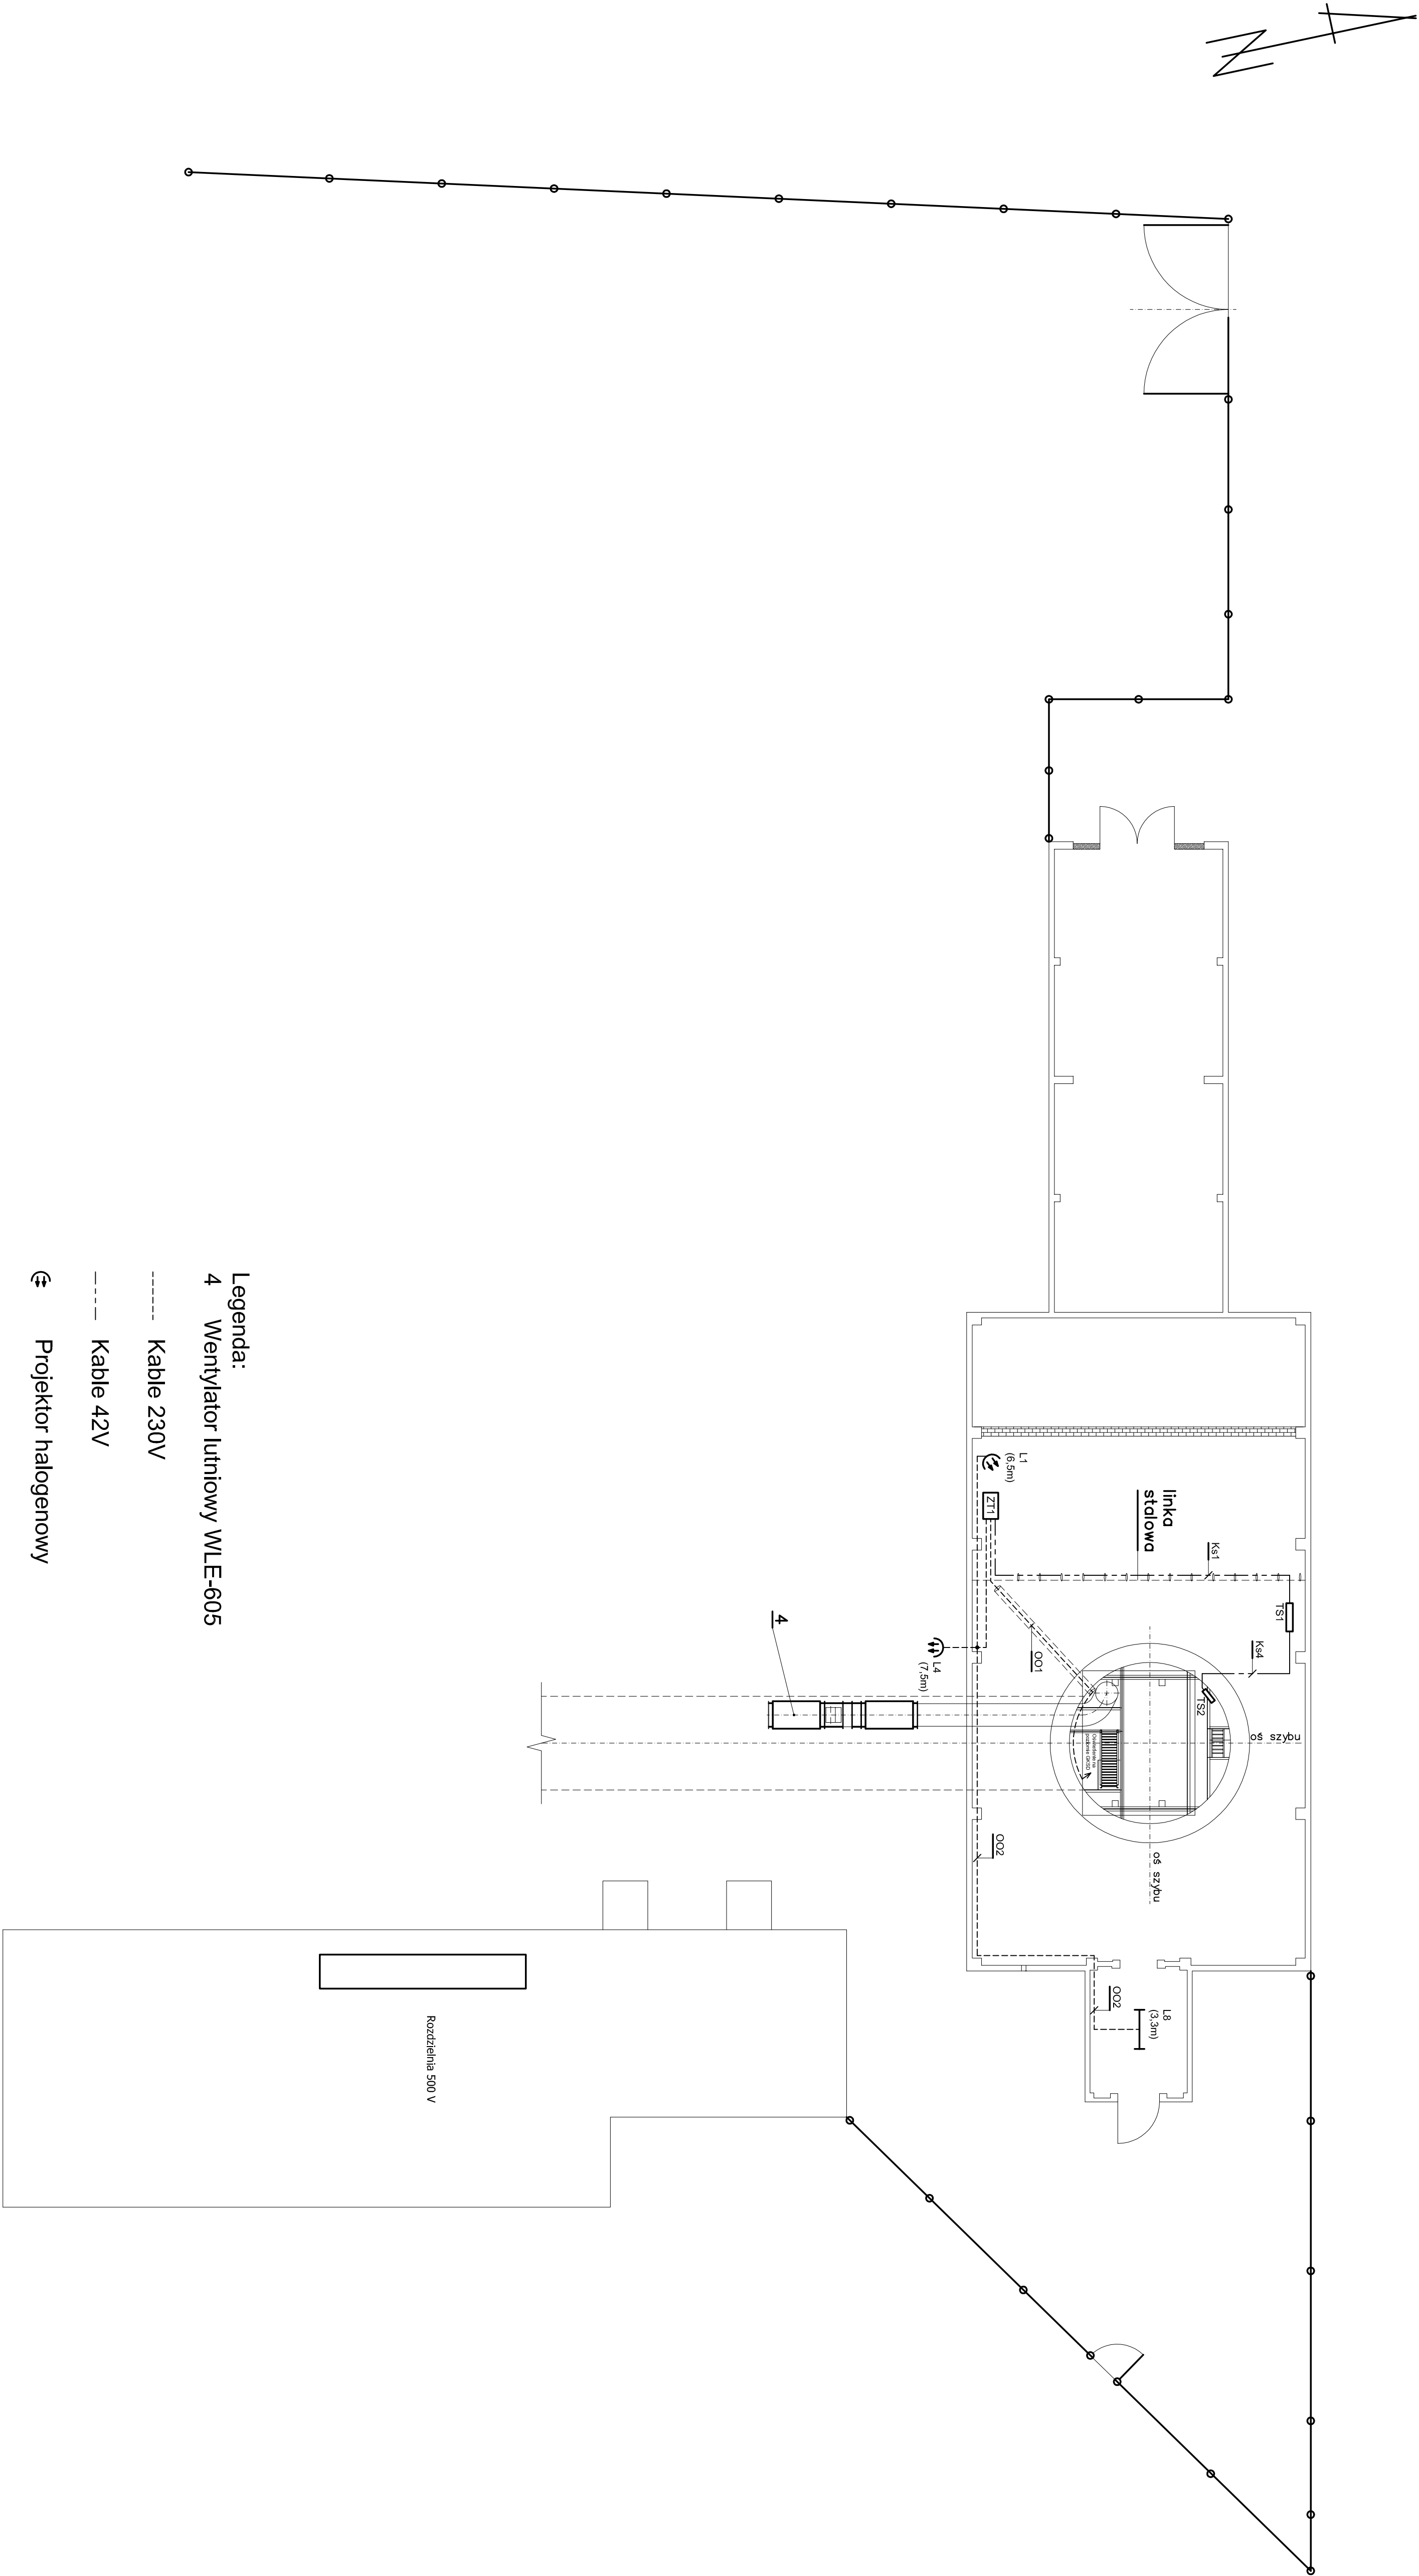 N
L1
(6,5m)
ZT1
linka
stalowa
Ks1
TS1
Ks4
TS2
OO1
L4
(7,5m)
4
oś szybu
oś szybu
OO2
OO2
L8
(3,3m)
Rozdzielnia 500 V
Legenda:
4 Wentylator lutniowy WLE-605
Kable 230V
Kable 42V
Projektor halogenowy